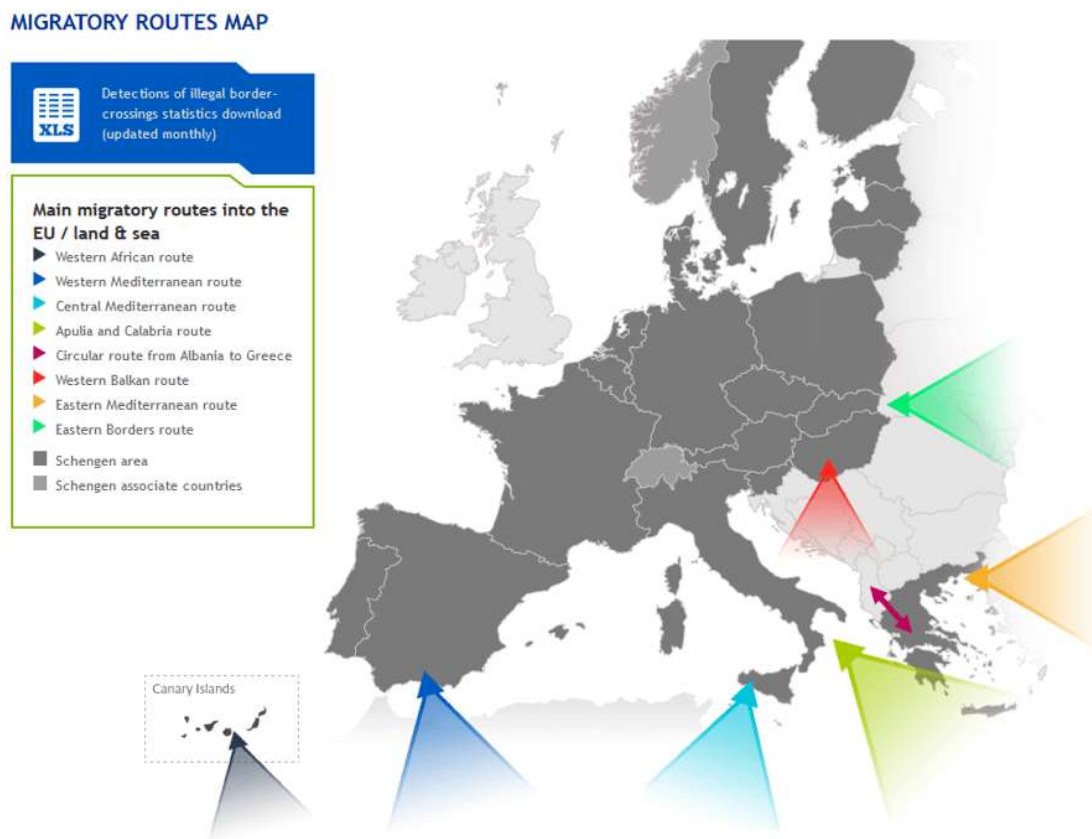 MIGRATORY ROUTES MAP
XLS
Detections of illegal border-
crossings statistics download
(updated monthly)
Main migratory routes into the
EU / land & sea
Western African route
Western Mediterranean route
Central Mediterranean route
Apulia and Calabria route
Circular route from Albania to Greece
Western Balkan route
Eastern Mediterranean route
Eastern Borders route
Schengen area
Schengen associate countries
Canary Islands